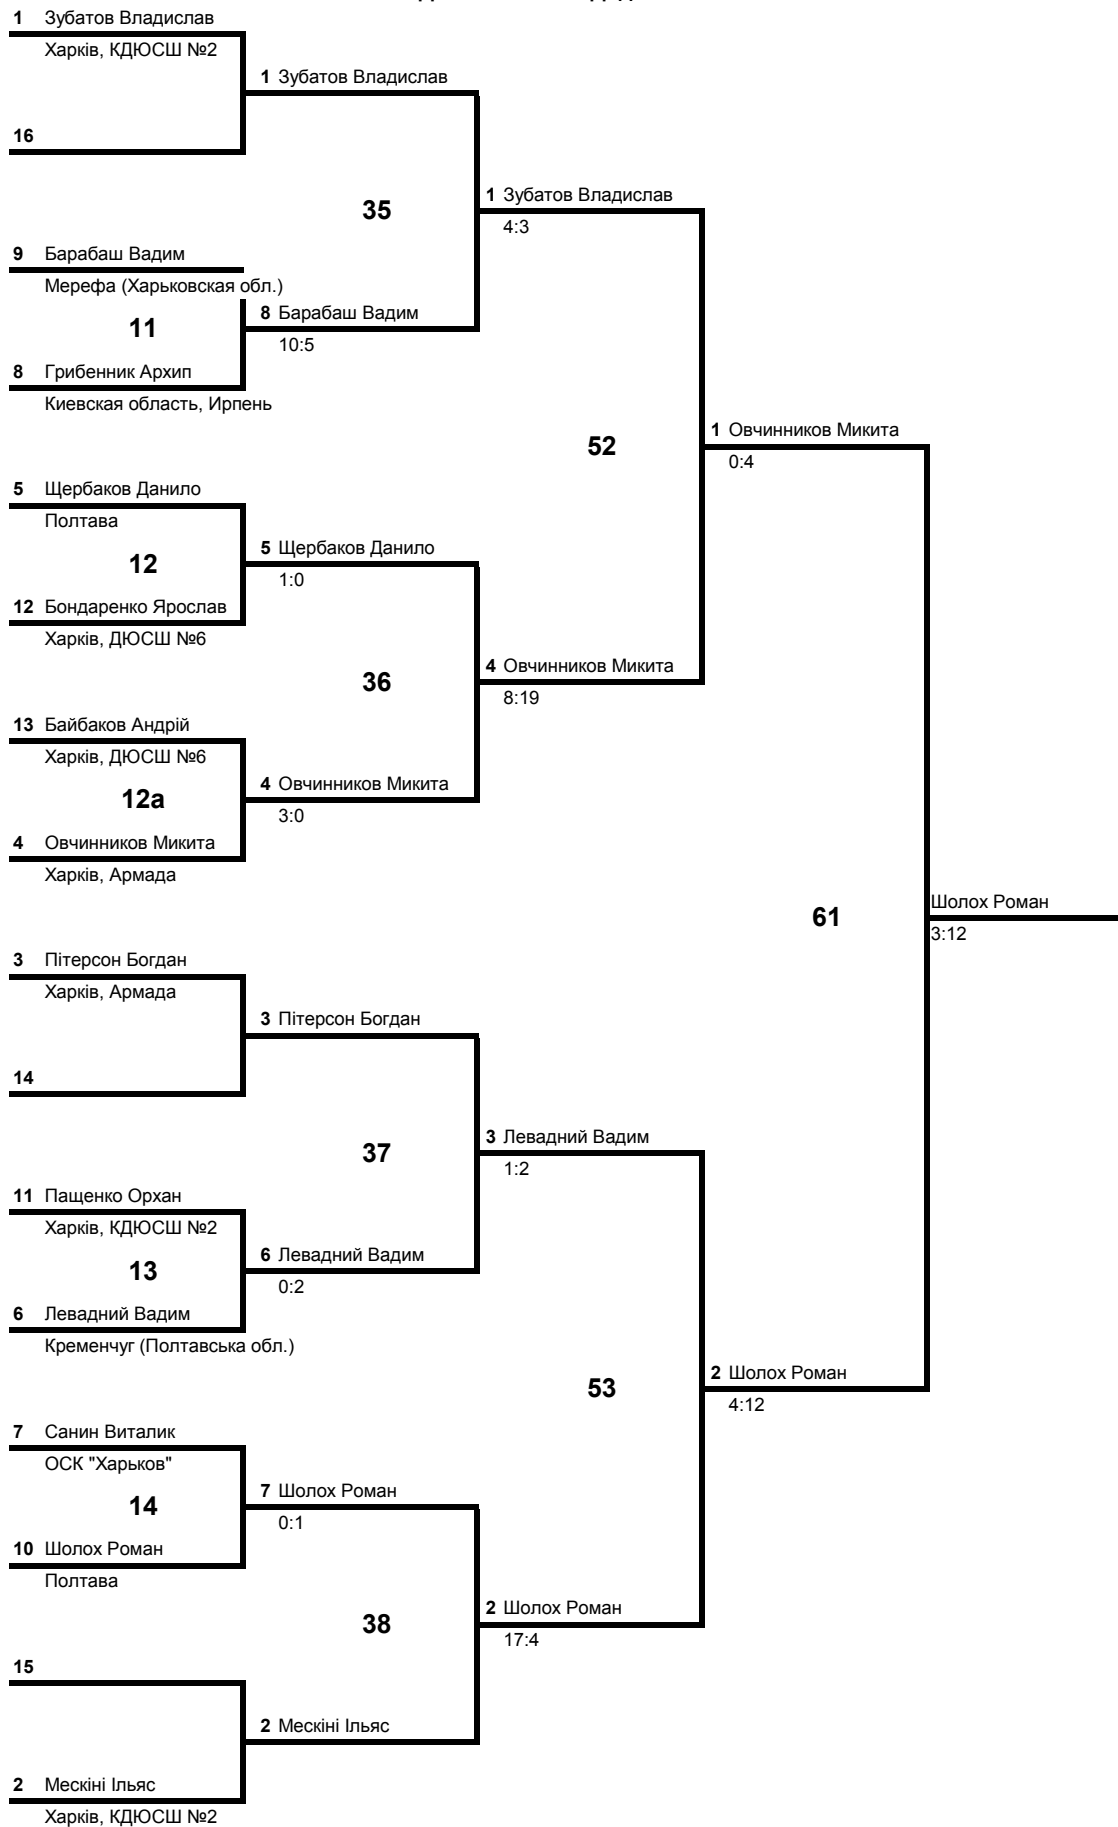 1 Зубатов Владислав
Харків, КДЮСШ №2
1 Зубатов Владислав
16
35
1 Зубатов Владислав
4:3
9 Барабаш Вадим
Мерефа (Харьковская обл.)
11
8 Барабаш Вадим
10:5
8 Грибенник Архип
Киевская область, Ирпень
52
1 Овчинников Микита
0:4
5 Щербаков Данило
Полтава
12
5 Щербаков Данило
1:0
12 Бондаренко Ярослав
Харків, ДЮСШ №6
36
4 Овчинников Микита
8:19
13 Байбаков Андрій
Харків, ДЮСШ №6
12а
4 Овчинников Микита
3:0
4 Овчинников Микита
Харків, Армада
61
Шолох Роман
3:12
3 Пітерсон Богдан
Харків, Армада
3 Пітерсон Богдан
14
37
3 Левадний Вадим
1:2
11 Пащенко Орхан
Харків, КДЮСШ №2
13
6 Левадний Вадим
0:2
6 Левадний Вадим
Кременчуг (Полтавська обл.)
53
2 Шолох Роман
4:12
7 Санин Виталик
ОСК "Харьков"
14
7 Шолох Роман
0:1
10 Шолох Роман
Полтава
38
2 Шолох Роман
17:4
15
2 Мескіні Ільяс
2 Мескіні Ільяс
Харків, КДЮСШ №2